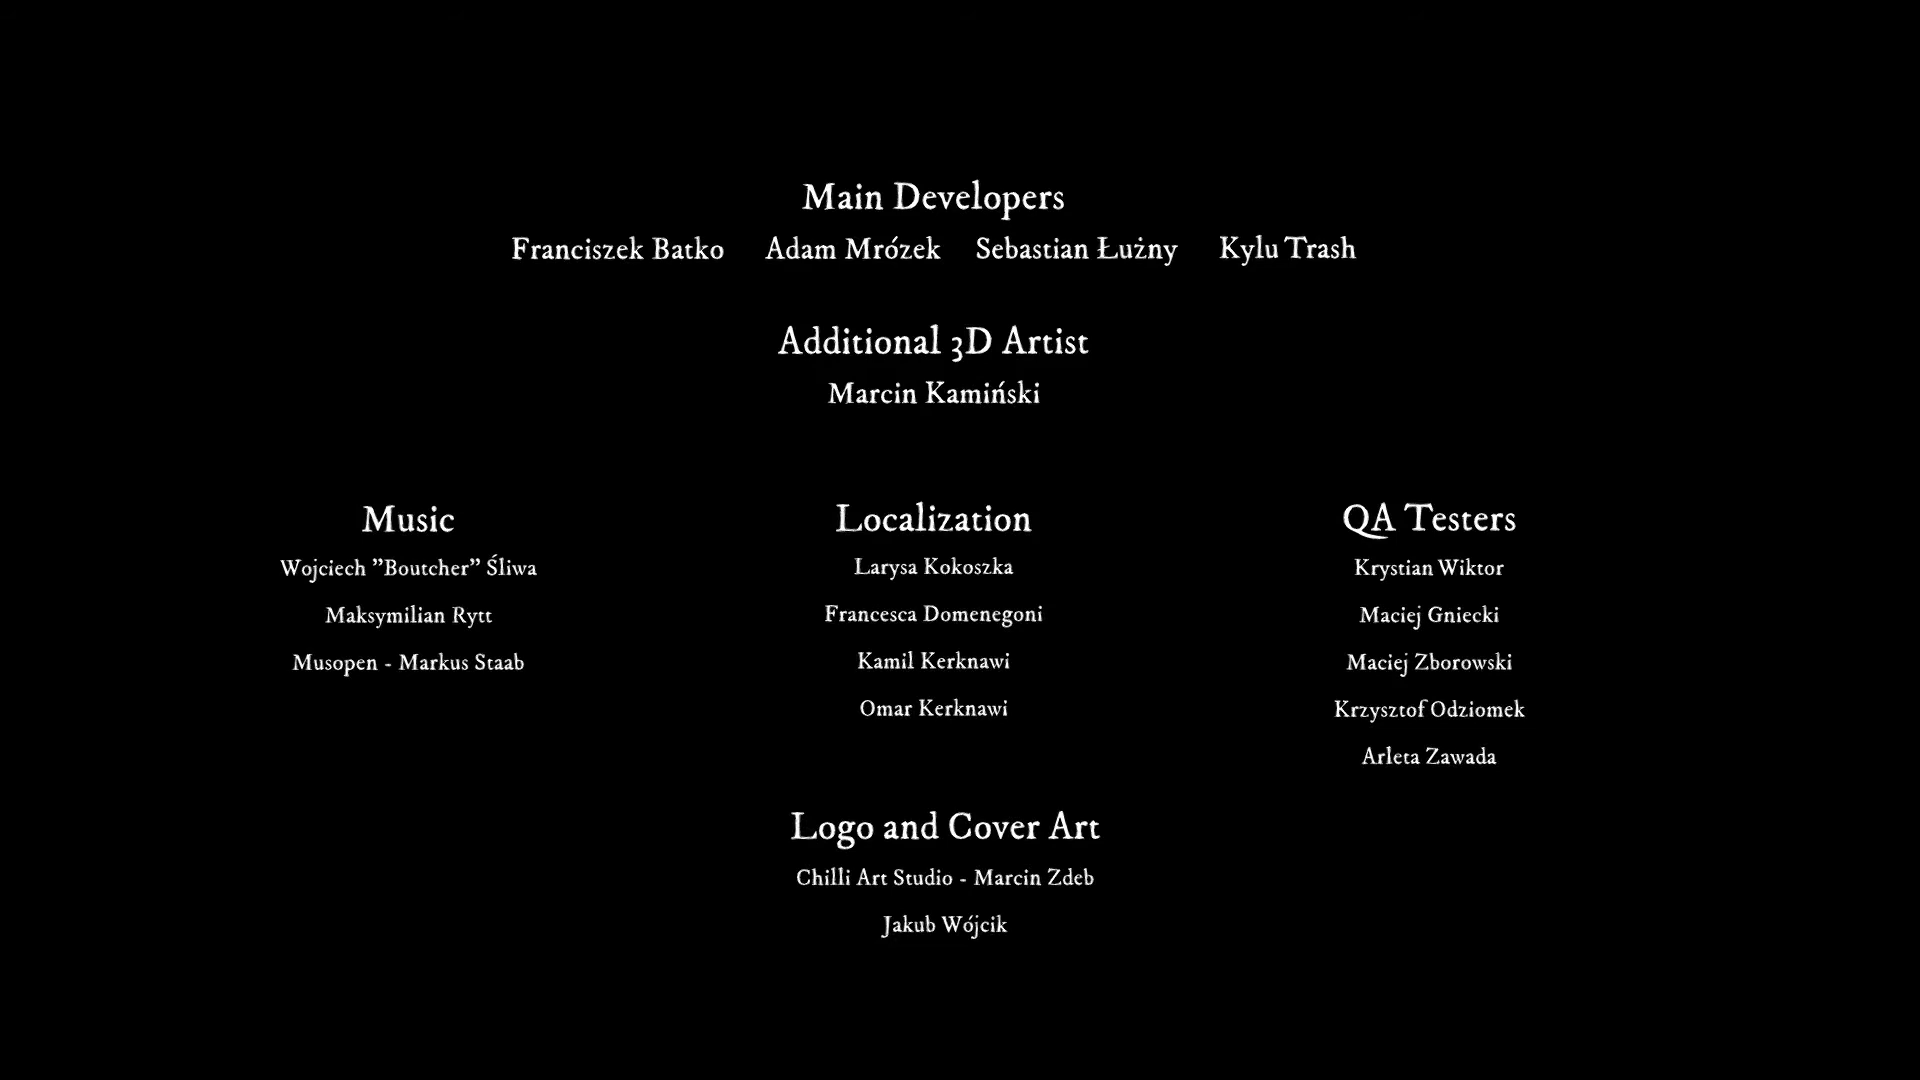 Main Developers
Franciszek Batko Adam Mrózek Sebastian Łużny Kylu Trash
Additional 3D Artist
Marcin Kamiński
Music
Wojciech "Boutcher" Śliwa
Maksymilian Rytt
Musopen - Markus Staab
Localization
Larysa Kokoszka
Francesca Domenegoni
Kamil Kerknawi
Omar Kerknawi
QA Testers
Krystian Wiktor
Maciej Gniecki
Maciej Zborowski
Krzysztof Odziomek
Arleta Zawada
Logo and Cover Art
Chilli Art Studio - Marcin Zdeb
Jakub Wójcik